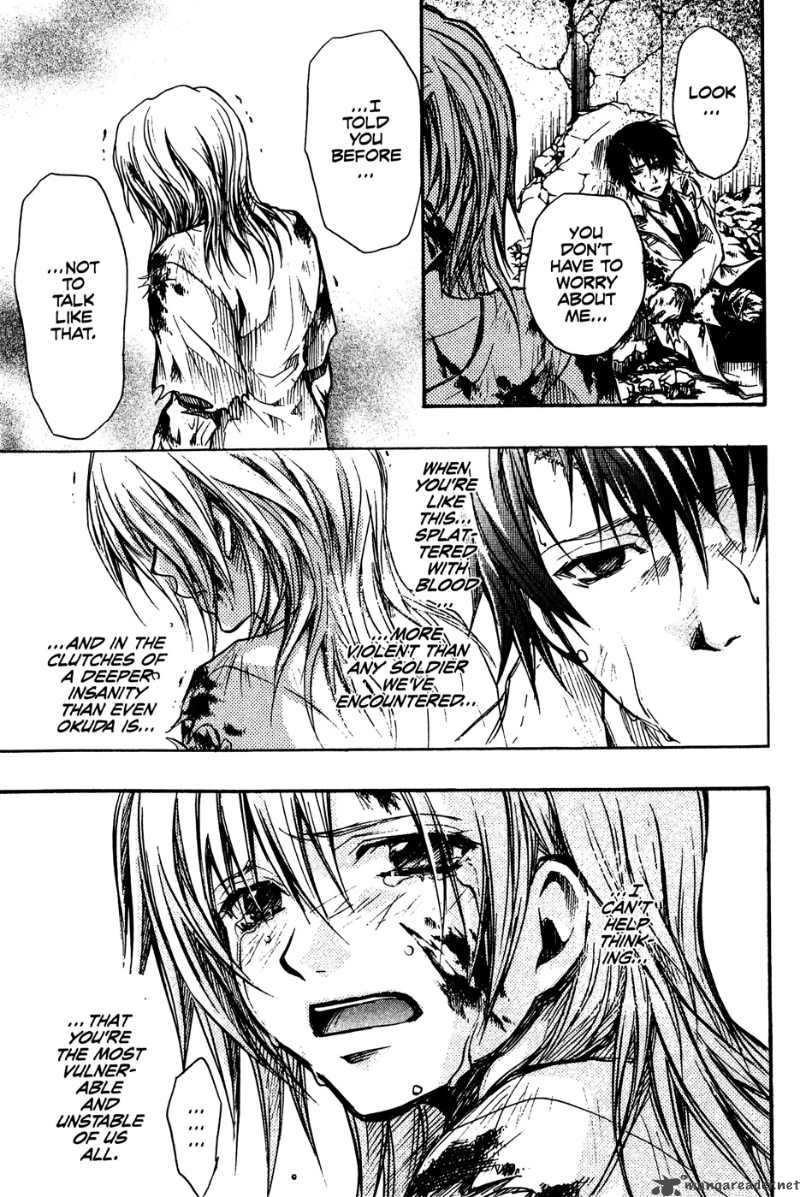 LOOK
...
YOU
DON'T
HAVE TO
WORRY
ABOUT
ME...
...I
TOLD
YOU
BEFORE
...
...NOT
TO
TALK
LIKE
THAT.
WHEN
YOU'RE
LIKE
THIS...
SPLAT-
TERED
WITH
BLOOD
...
...MORE
VIOLENT THAN
ANY SOLDIER
WE'VE
ENCOUNTERED...
...AND IN THE
CLUTCHES OF
A DEEPER
INSANITY
THAN EVEN
OKUDA IS...
...I
CAN'T
HELP
THINK-
ING...
...THAT
YOU'RE
THE MOST
VULNER-
ABLE
AND
UNSTABLE
OF US
ALL.
...
...
...
mangareader.net